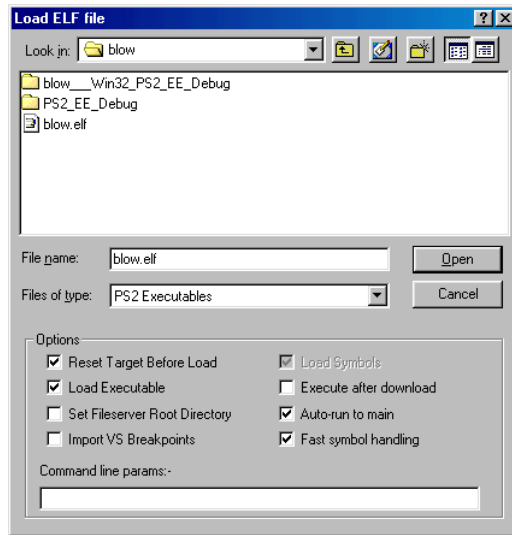 Load ELF file
Look in: blow
blow___Win32_PS2_EE_Debug
PS2_EE_Debug
blow.elf
File name: blow.elf Open
Files of type: PS2 Executables Cancel
Options
Reset Target Before Load Load Symbols
Load Executable Execute after download
Set Fileserver Root Directory Auto-run to main
Import VS Breakpoints Fast symbol handling
Command line params:-